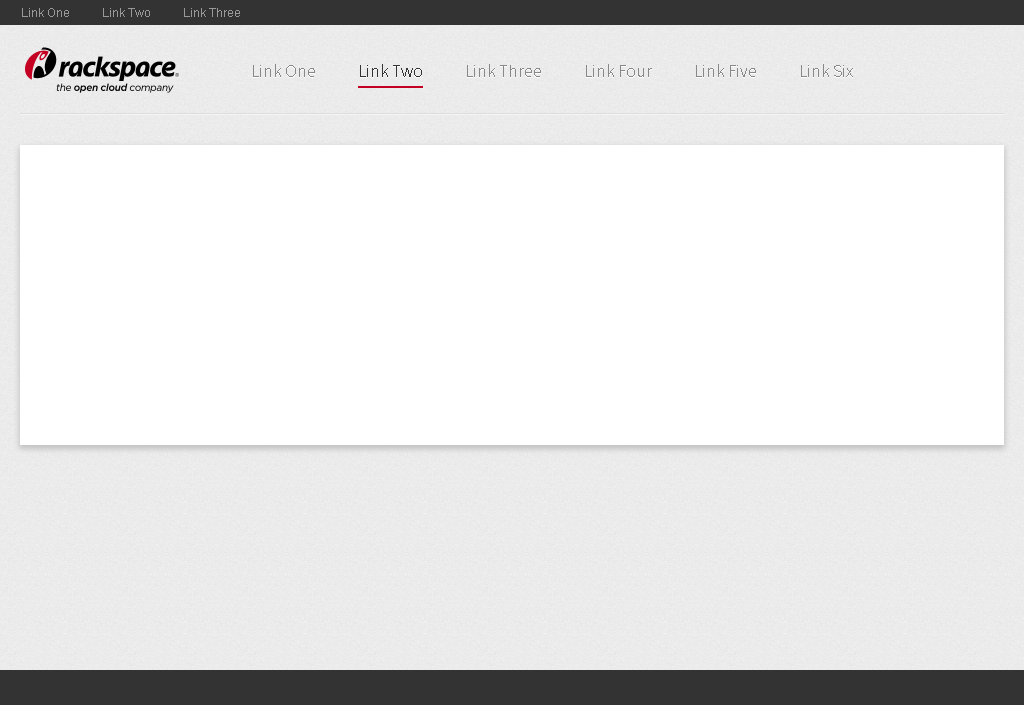 Link One Link Two Link Three
rackspace®
the open cloud company
Link One Link Two Link Three Link Four Link Five Link Six